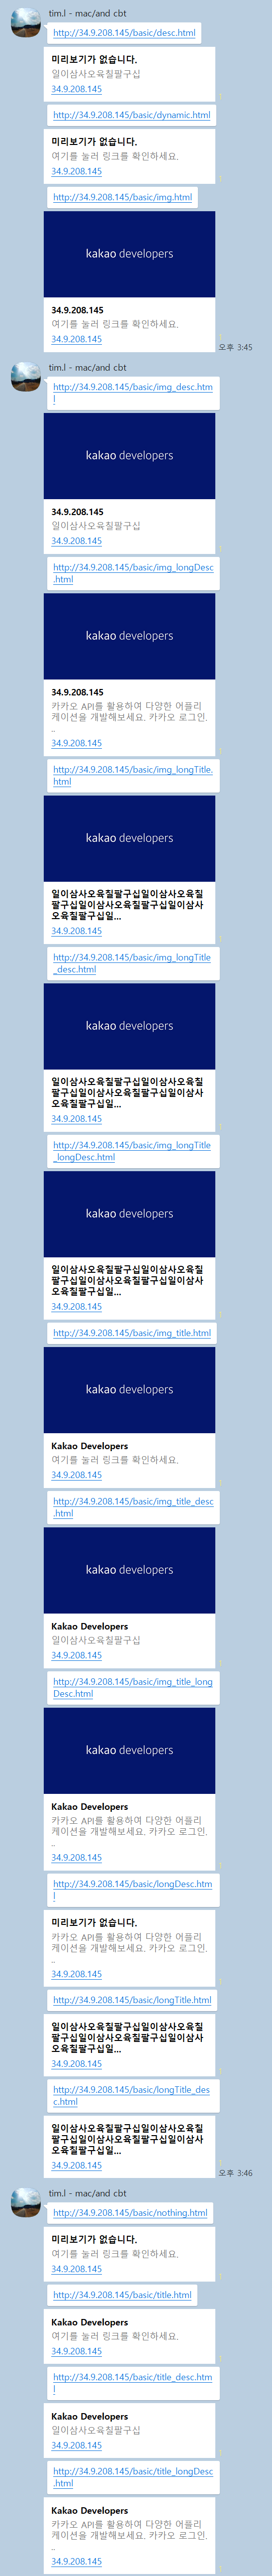 tim.l - mac/and cbt
http://34.9.208.145/basic/desc.html
미리보기가 없습니다.
일이삼사오육칠팔구십
34.9.208.145
1
http://34.9.208.145/basic/dynamic.html
미리보기가 없습니다.
여기를 눌러 링크를 확인하세요.
34.9.208.145
1
http://34.9.208.145/basic/img.html
kakao developers
34.9.208.145
여기를 눌러 링크를 확인하세요.
34.9.208.145
1
오후 3:45
tim.l - mac/and cbt
http://34.9.208.145/basic/img_desc.htm
l
kakao developers
34.9.208.145
일이삼사오육칠팔구십
34.9.208.145
1
http://34.9.208.145/basic/img_longDesc
.html
kakao developers
34.9.208.145
카카오 API를 활용하여 다양한 어플리
케이션을 개발해보세요. 카카오 로그인,
..
34.9.208.145
1
http://34.9.208.145/basic/img_longTitle.
html
kakao developers
일이삼사오육칠팔구십일이삼사오육칠
팔구십일이삼사오육칠팔구십일이삼사
오육칠팔구십일...
34.9.208.145
1
http://34.9.208.145/basic/img_longTitle
_desc.html
kakao developers
일이삼사오육칠팔구십일이삼사오육칠
팔구십일이삼사오육칠팔구십일이삼사
오육칠팔구십일...
34.9.208.145
1
http://34.9.208.145/basic/img_longTitle
_longDesc.html
kakao developers
일이삼사오육칠팔구십일이삼사오육칠
팔구십일이삼사오육칠팔구십일이삼사
오육칠팔구십일...
34.9.208.145
1
http://34.9.208.145/basic/img_title.html
kakao developers
Kakao Developers
여기를 눌러 링크를 확인하세요.
34.9.208.145
1
http://34.9.208.145/basic/img_title_desc
.html
kakao developers
Kakao Developers
일이삼사오육칠팔구십
34.9.208.145
1
http://34.9.208.145/basic/img_title_long
Desc.html
kakao developers
Kakao Developers
카카오 API를 활용하여 다양한 어플리
케이션을 개발해보세요. 카카오 로그인,
..
34.9.208.145
1
http://34.9.208.145/basic/longDesc.htm
l
미리보기가 없습니다.
카카오 API를 활용하여 다양한 어플리
케이션을 개발해보세요. 카카오 로그인,
..
34.9.208.145
1
http://34.9.208.145/basic/longTitle.html
일이삼사오육칠팔구십일이삼사오육칠
팔구십일이삼사오육칠팔구십일이삼사
오육칠팔구십일...
34.9.208.145
1
http://34.9.208.145/basic/longTitle_des
c.html
일이삼사오육칠팔구십일이삼사오육칠
팔구십일이삼사오육칠팔구십일이삼사
오육칠팔구십일...
34.9.208.145
1
오후 3:46
tim.l - mac/and cbt
http://34.9.208.145/basic/nothing.html
미리보기가 없습니다.
여기를 눌러 링크를 확인하세요.
34.9.208.145
1
http://34.9.208.145/basic/title.html
Kakao Developers
여기를 눌러 링크를 확인하세요.
34.9.208.145
1
http://34.9.208.145/basic/title_desc.htm
l
Kakao Developers
일이삼사오육칠팔구십
34.9.208.145
1
http://34.9.208.145/basic/title_longDesc
.html
Kakao Developers
카카오 API를 활용하여 다양한 어플리
케이션을 개발해보세요. 카카오 로그인,
..
34.9.208.145
1